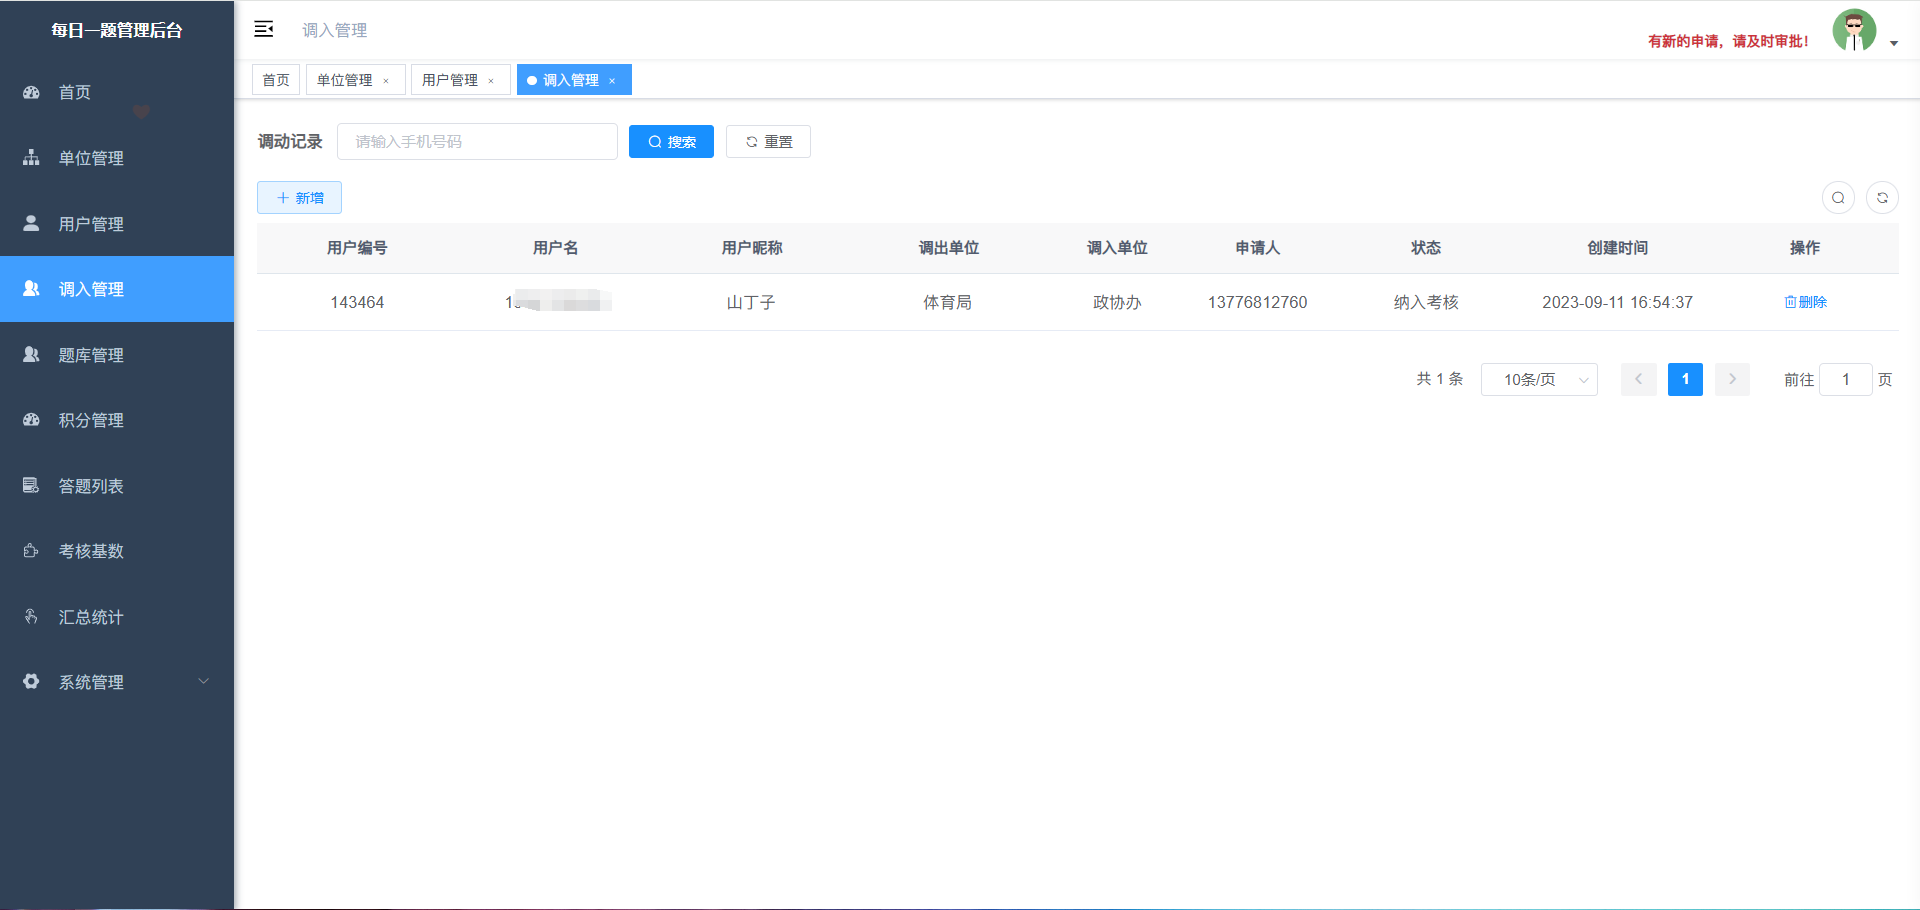 每日一题管理后台
首页
单位管理
用户管理
调入管理
题库管理
积分管理
答题列表
考核基数
汇总统计
系统管理
调入管理
有新的申请，请及时审批！
首页 单位管理 × 用户管理 × 调入管理 ×
调动记录 请输入手机号码 搜索 重置
新增
用户编号 用户名 用户昵称 调出单位 调入单位 申请人 状态 创建时间 操作
143464 1 山丁子 体育局 政协办 13776812760 纳入考核 2023-09-11 16:54:37 删除
共 1 条 10条/页 1 前往 1 页